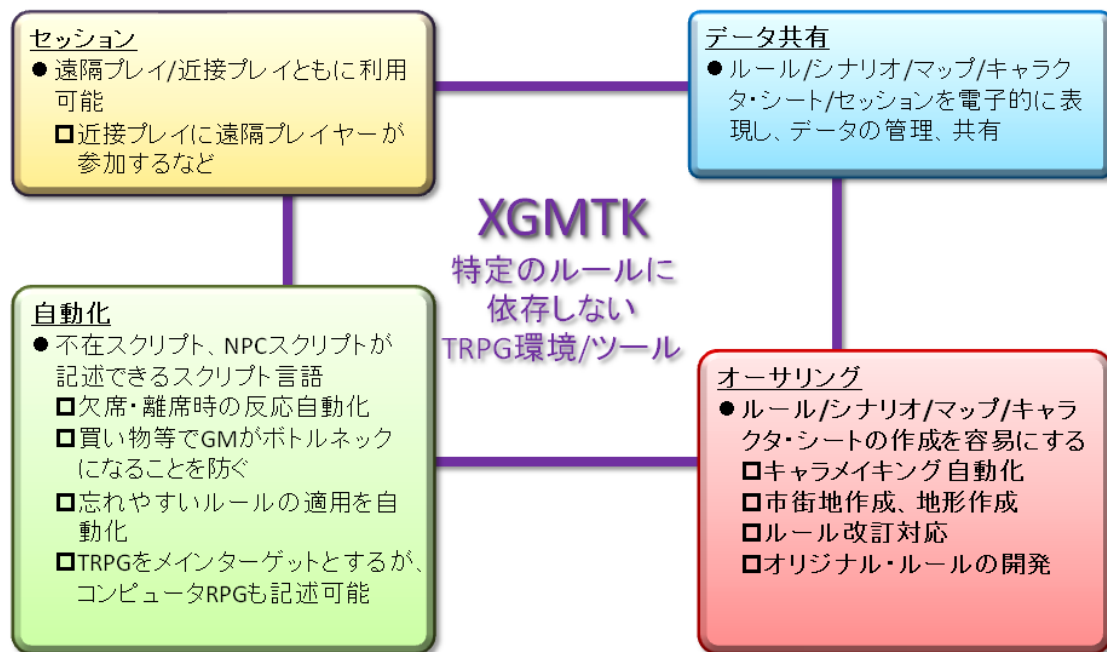 セッション
●遠隔プレイ/近接プレイともに利用
可能
□近接プレイに遠隔プレイヤーが
参加するなど
データ共有
●ルール/シナリオ/マップ/キャラク
タ・シート/セッションを電子的に表
現し、データの管理、共有
XGMTK
特定のルールに
依存しない
TRPG環境/ツール
自動化
●不在スクリプト、NPCスクリプトが
記述できるスクリプト言語
□欠席・離席時の反応自動化
□買い物等でGMがボトルネック
になることを防ぐ
□忘れやすいルールの適用を自
動化
□TRPGをメインターゲットとするが、
コンピュータRPGも記述可能
オーサリング
●ルール/シナリオ/マップ/キャラ
クタ・シートの作成を容易にする
□キャラメイキング自動化
□市街地作成、地形作成
□ルール改訂対応
□オリジナル・ルールの開発